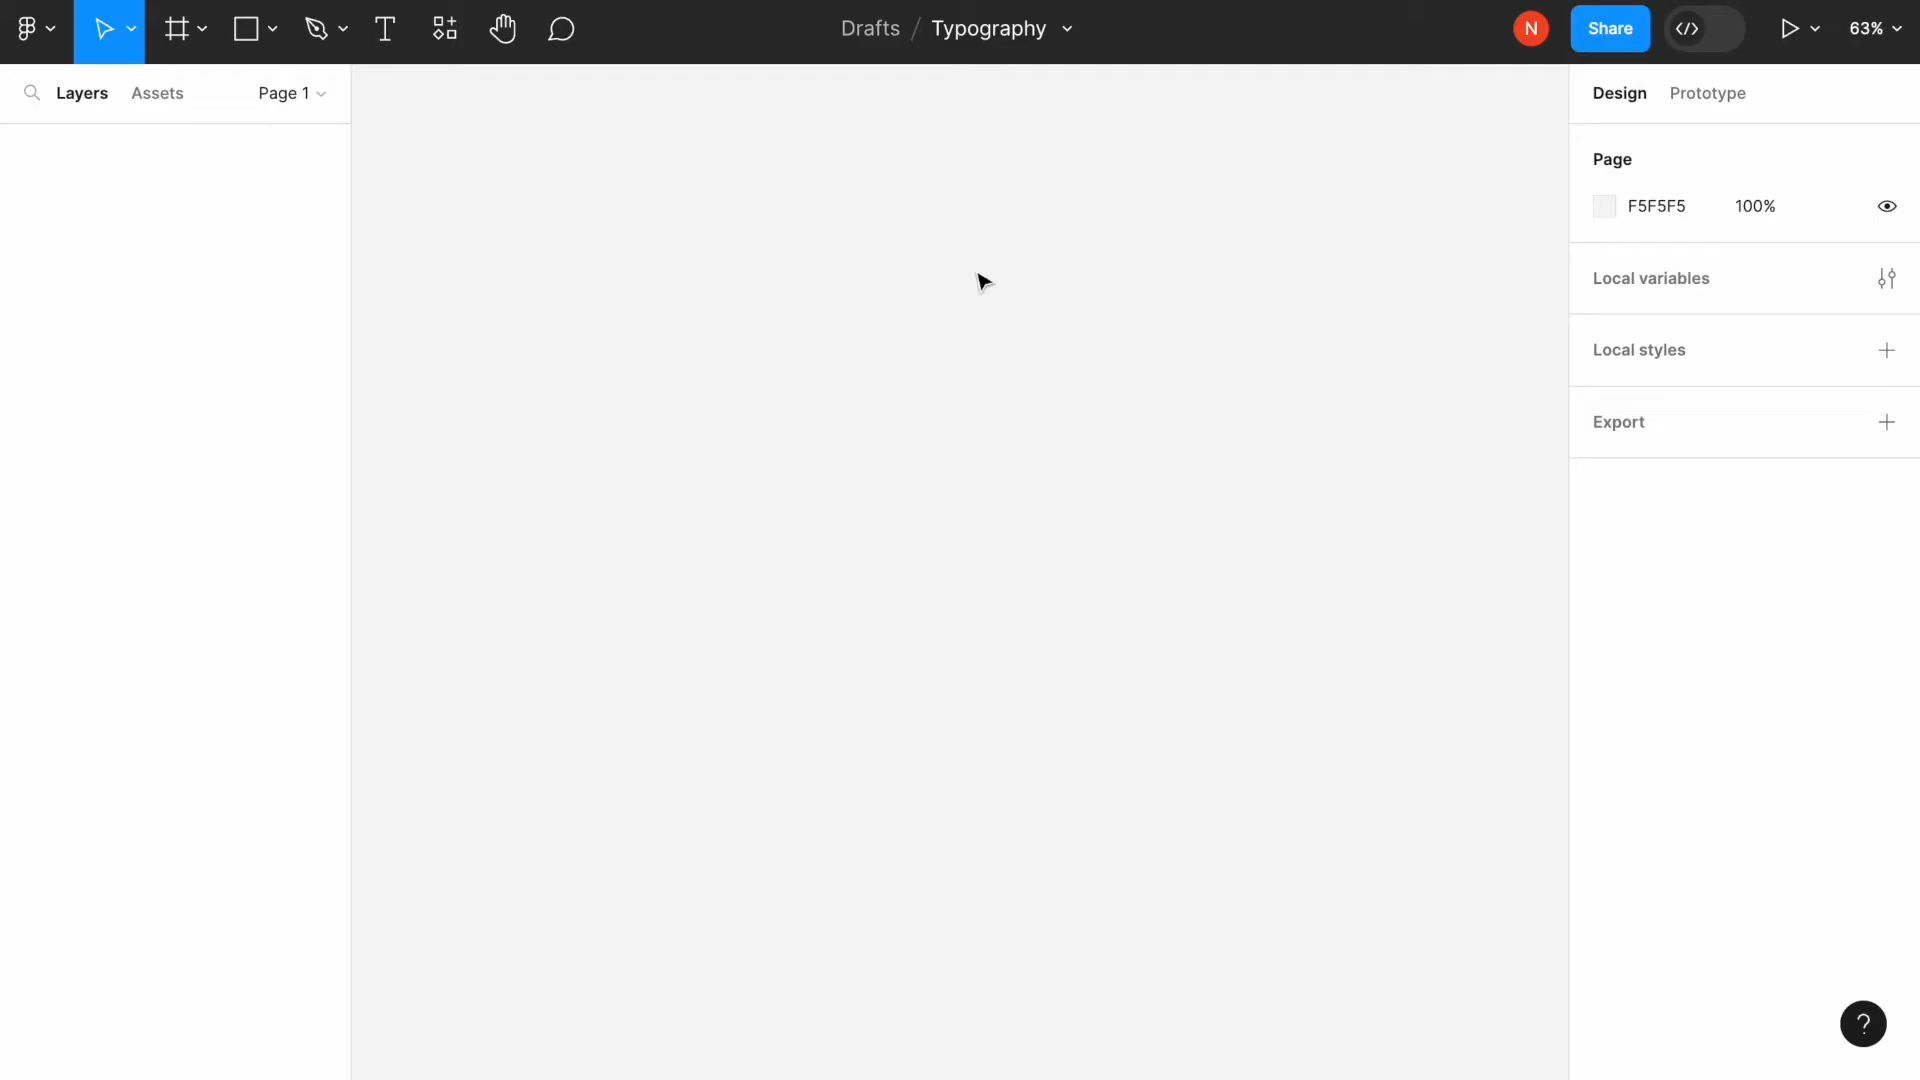 Drafts / Typography
N
Share
63%
Layers
Assets
Page 1
Design
Prototype
Page
F5F5F5
100%
Local variables
Local styles
Export
?